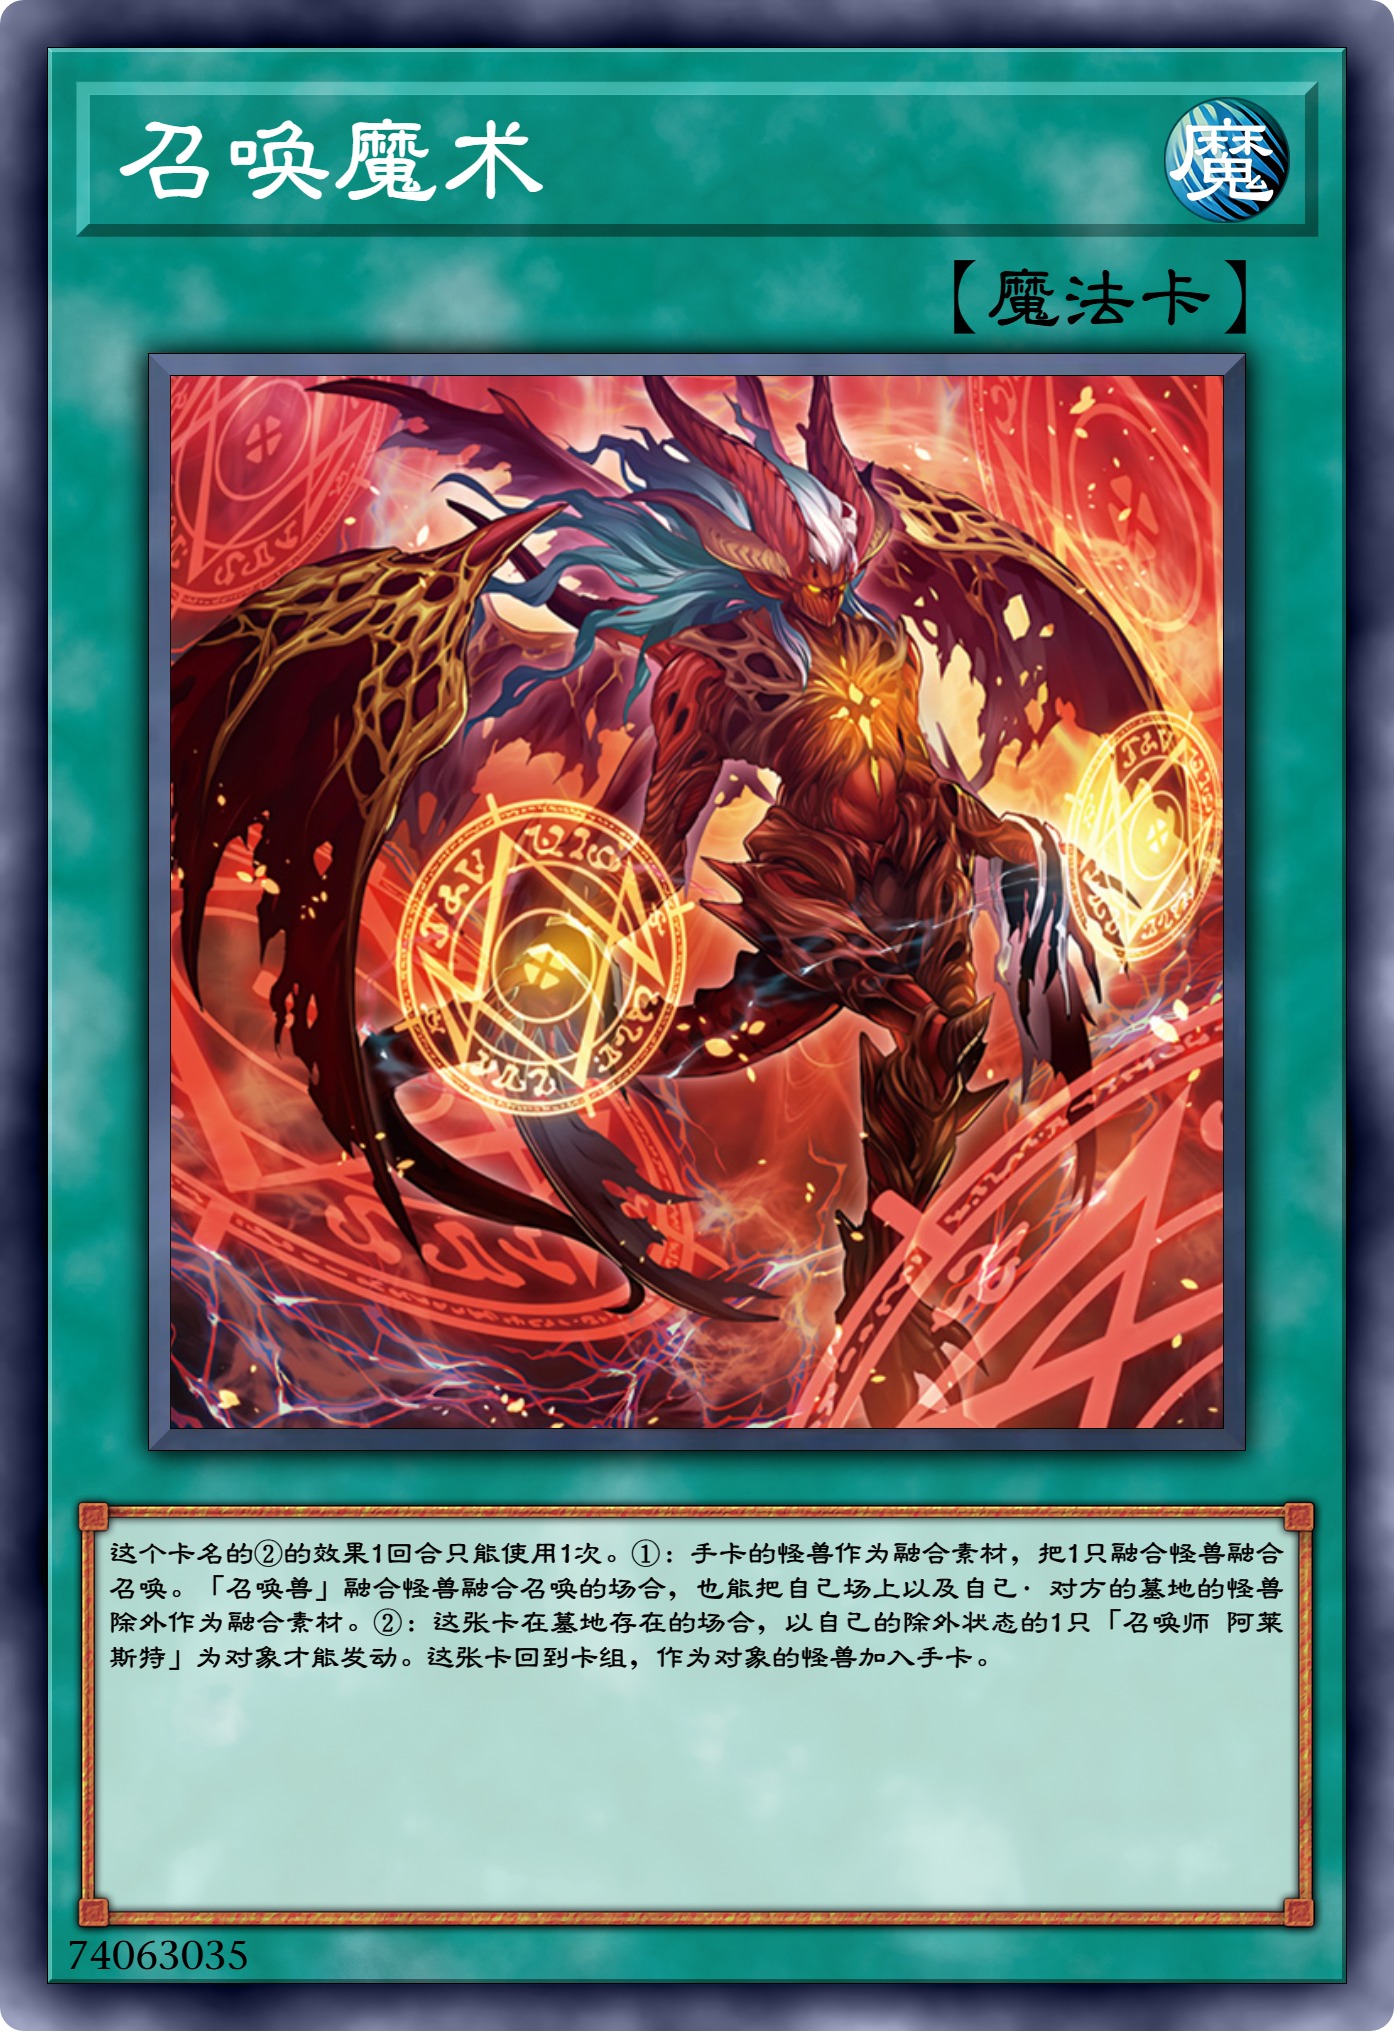 召唤魔术
魔
【魔法卡】
这个卡名的②的效果1回合只能使用1次。①：手卡的怪兽作为融合素材，把1只融合怪兽融合
召唤。「召唤兽」融合怪兽融合召唤的场合，也能把自己场上以及自己·对方的墓地的怪兽
除外作为融合素材。②：这张卡在墓地存在的场合，以自己的除外状态的1只「召唤师 阿莱
斯特」为对象才能发动。这张卡回到卡组，作为对象的怪兽加入手卡。
74063035